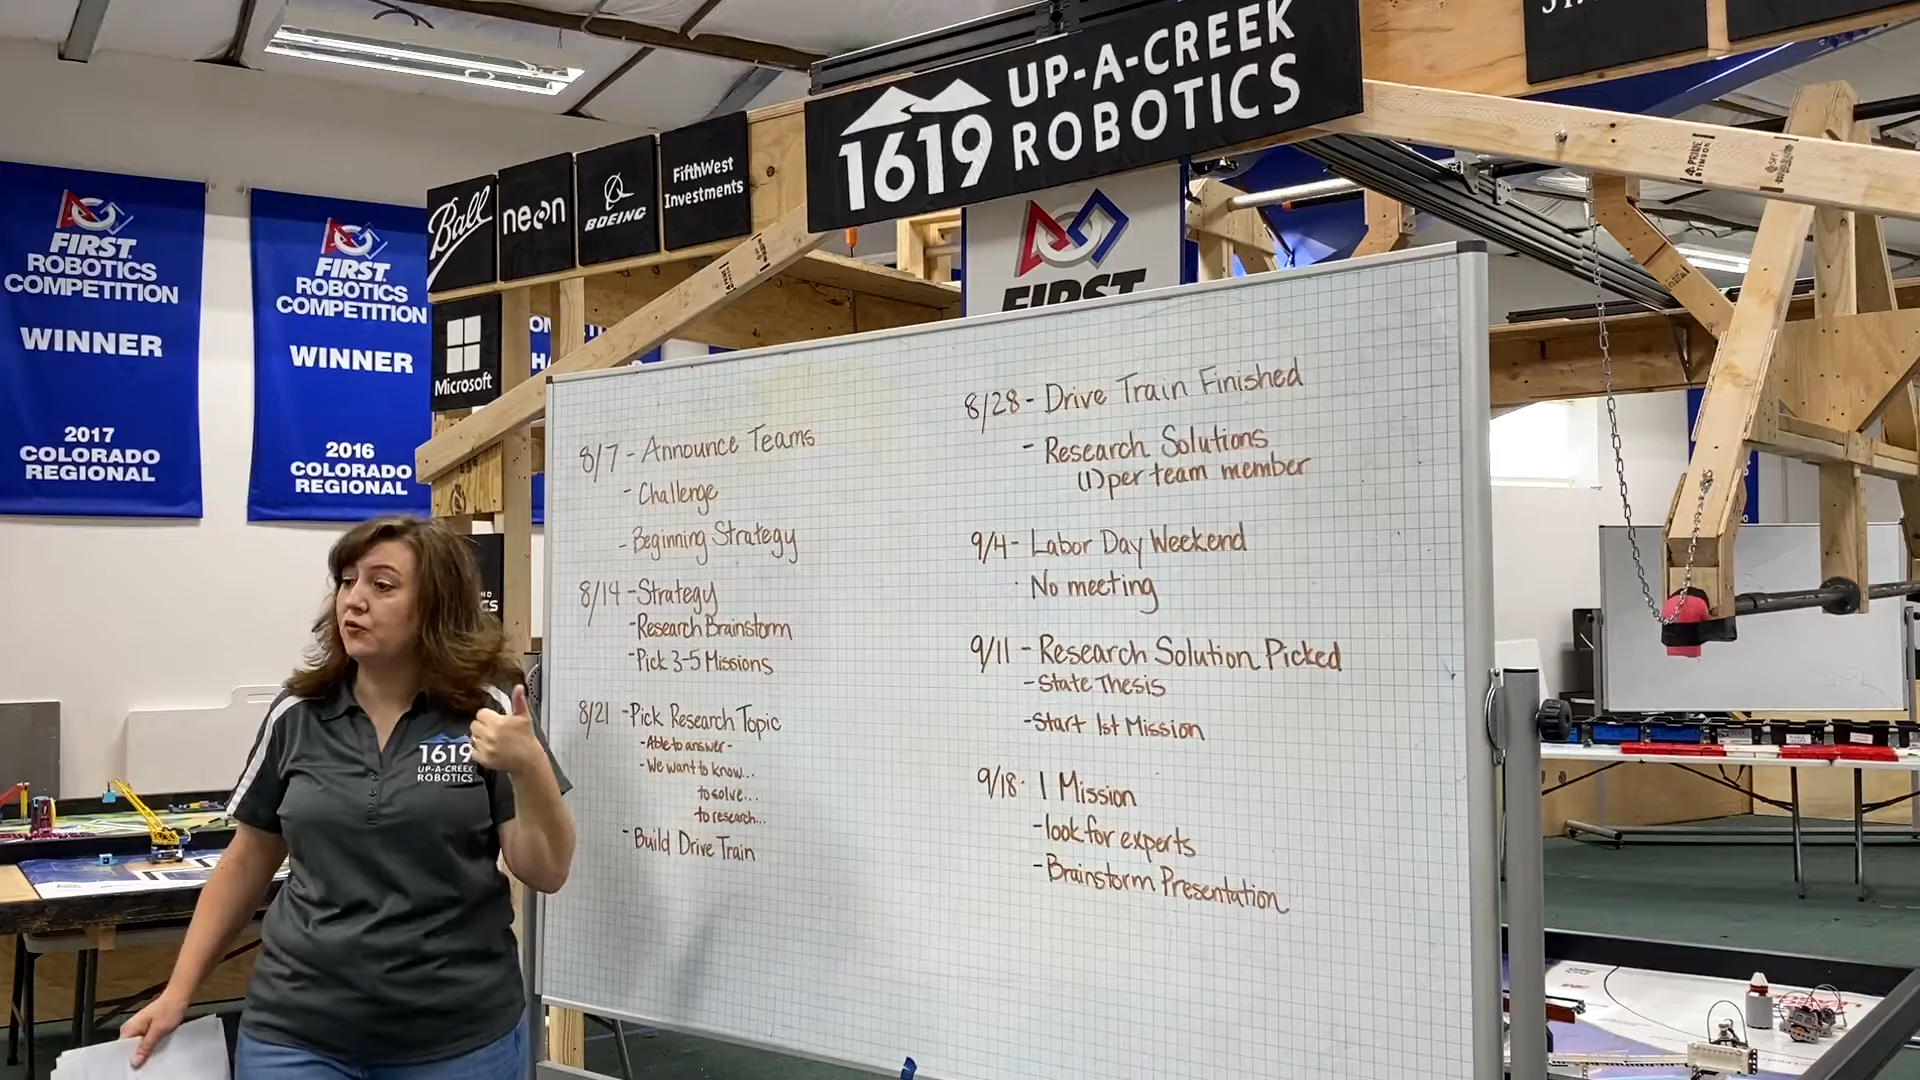 UP-A-CREEK
ROBOTICS
1619
FifthWest
Investments
Ball
neon
BOEING
Microsoft
FIRST
ROBOTICS
COMPETITION
WINNER
2017
COLORADO
REGIONAL
FIRST
ROBOTICS
COMPETITION
WINNER
2016
COLORADO
REGIONAL
FIRST
8/7 - Announce Teams
- Challenge
- Beginning Strategy
8/14 - Strategy
- Research Brainstorm
- Pick 3-5 Missions
8/21 - Pick Research Topic
- Able to answer -
- We want to know...
to solve...
to research...
- Build Drive Train
8/28 - Drive Train Finished
- Research Solutions
(1) per team member
9/4 - Labor Day Weekend
· No meeting
9/11 - Research Solution Picked
- State Thesis
- Start 1st Mission
9/18 · 1 Mission
- look for experts
- Brainstorm Presentation
1619
UP-A-CREEK
ROBOTICS